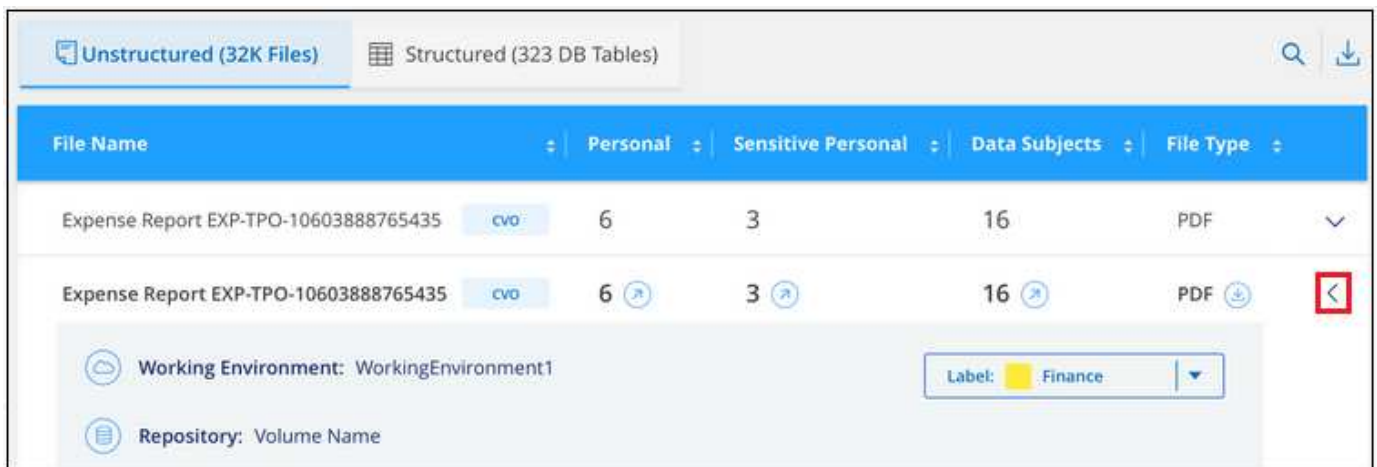 Unstructured (32K Files) Structured (323 DB Tables)
File Name Personal Sensitive Personal Data Subjects File Type
Expense Report EXP-TPO-10603888765435 CVO 6 3 16 PDF
Expense Report EXP-TPO-10603888765435 CVO 6 3 16 PDF
Working Environment: WorkingEnvironment1 Label: Finance
Repository: Volume Name